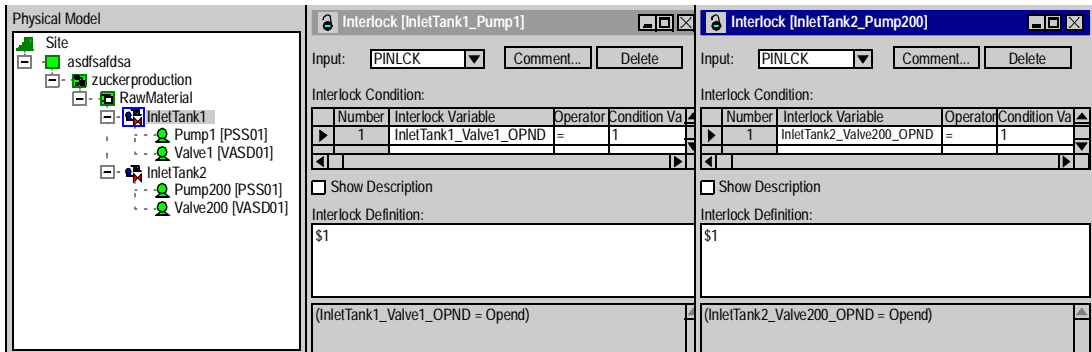 Physical Model
Site
asdfsafdsa
zuckerproduction
RawMaterial
InletTank1
Pump1 [PSS01]
Valve1 [VASD01]
InletTank2
Pump200 [PSS01]
Valve200 [VASD01]
Interlock [InletTank1_Pump1]
Input: PINLCK Comment... Delete
Interlock Condition:
Number Interlock Variable Operator Condition Va
1 InletTank1_Valve1_OPND = 1
Show Description
Interlock Definition:
$1
(InletTank1_Valve1_OPND = Opend)
Interlock [InletTank2_Pump200]
Input: PINLCK Comment... Delete
Interlock Condition:
Number Interlock Variable Operator Condition Va
1 InletTank2_Valve200_OPND = 1
Show Description
Interlock Definition:
$1
(InletTank2_Valve200_OPND = Opend)